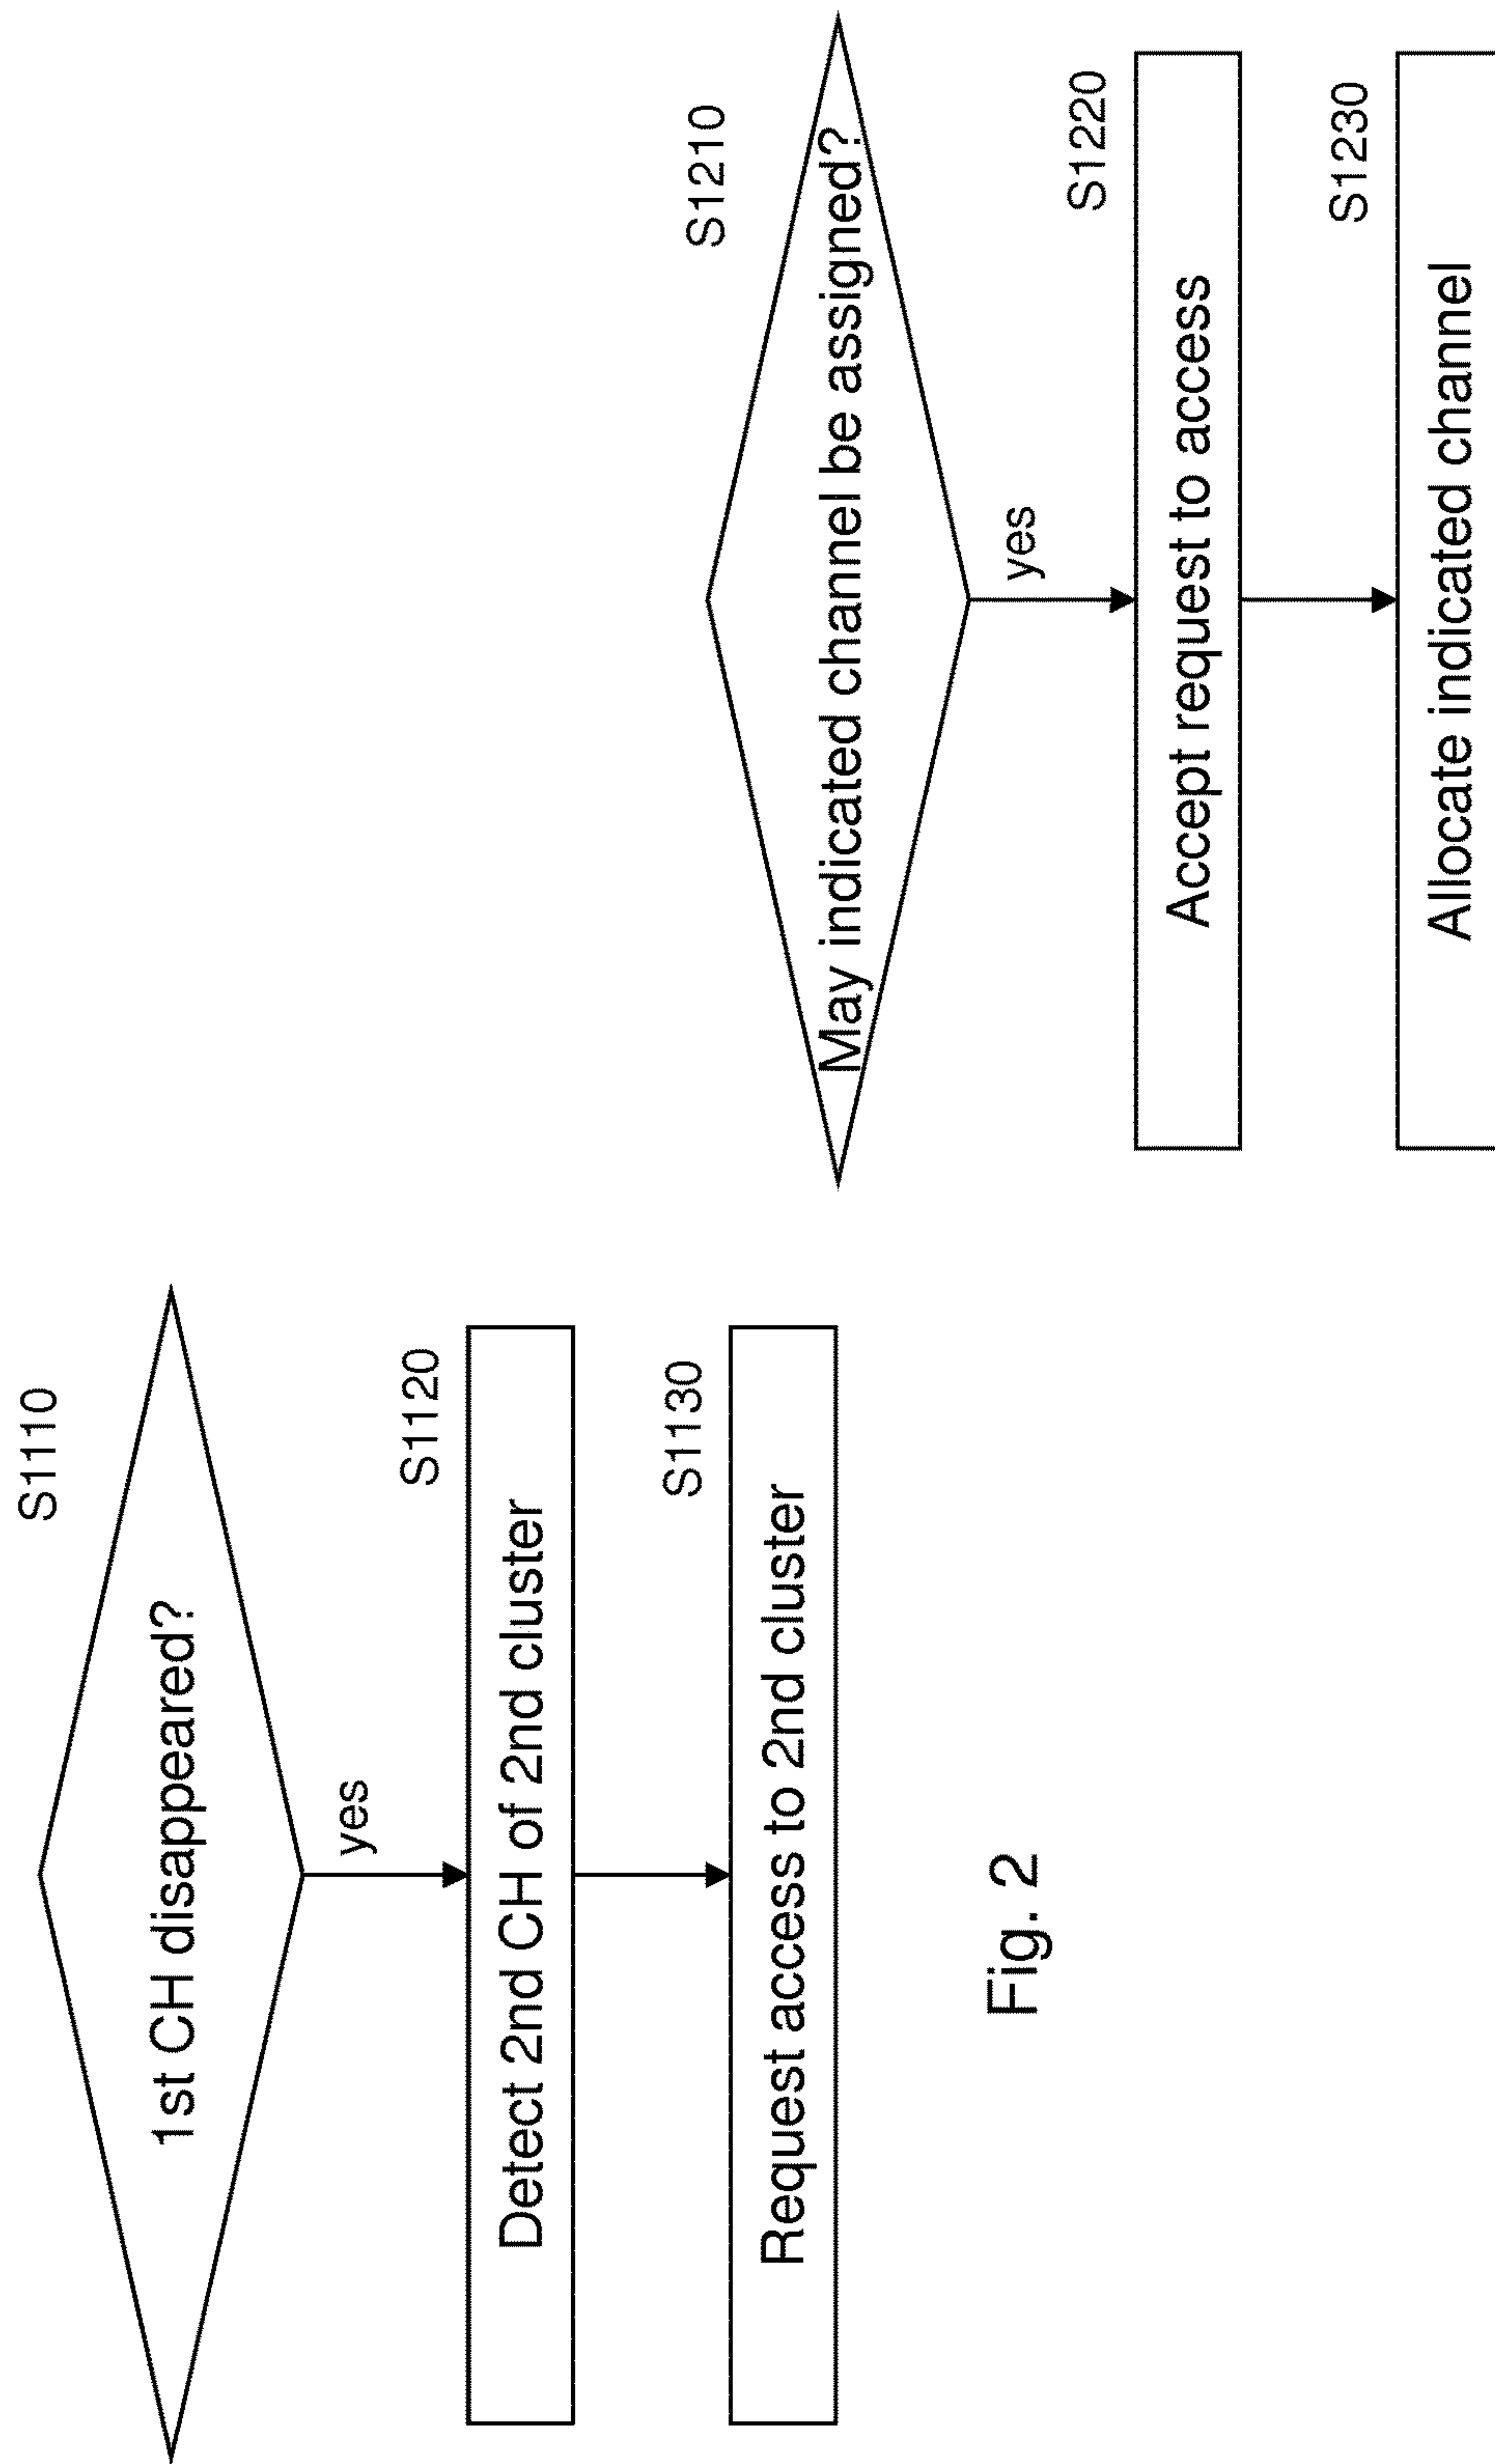 S1110
1st CH disappeared?
yes
S1120
Detect 2nd CH of 2nd cluster
S1130
Request access to 2nd cluster
Fig. 2
S1210
May indicated channel be assigned?
yes
S1220
Accept request to access
S1230
Allocate indicated channel